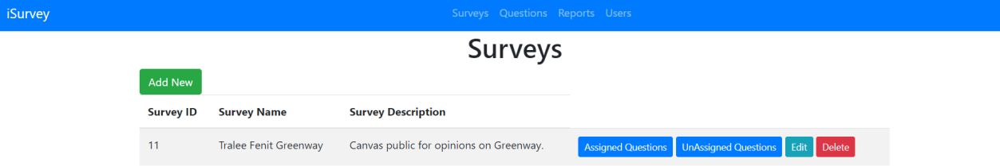 iSurvey Surveys Questions Reports Users
Surveys
Add New
Survey ID Survey Name Survey Description
11 Tralee Fenit Greenway Canvas public for opinions on Greenway. Assigned Questions UnAssigned Questions Edit Delete